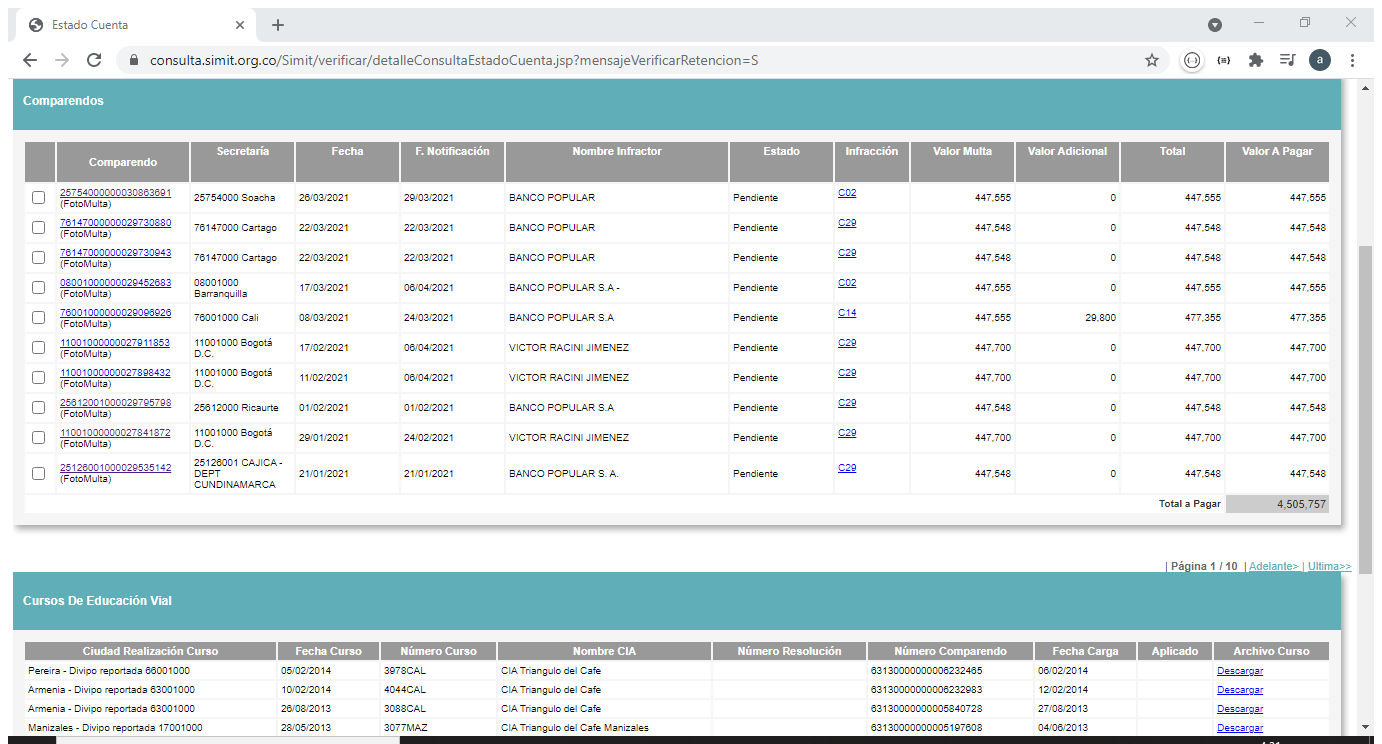 Estado Cuenta
consulta.simit.org.co/Simit/verificar/detalleConsultaEstadoCuenta.jsp?mensajeVerificarRetencion=S
a
Comparendos
Comparendo Secretaría Fecha F. Notificación Nombre Infractor Estado Infracción Valor Multa Valor Adicional Total Valor A Pagar
25754000000030863691 (FotoMulta) 25754000 Soacha 26/03/2021 29/03/2021 BANCO POPULAR Pendiente C02 447,555 0 447,555 447,555
76147000000029730880 (FotoMulta) 76147000 Cartago 22/03/2021 22/03/2021 BANCO POPULAR Pendiente C29 447,548 0 447,548 447,548
76147000000029730943 (FotoMulta) 76147000 Cartago 22/03/2021 22/03/2021 BANCO POPULAR Pendiente C29 447,548 0 447,548 447,548
08001000000029452683 (FotoMulta) 08001000 Barranquilla 17/03/2021 06/04/2021 BANCO POPULAR S.A - Pendiente C02 447,555 0 447,555 447,555
76001000000029096926 (FotoMulta) 76001000 Cali 08/03/2021 24/03/2021 BANCO POPULAR S.A Pendiente C14 447,555 29,800 477,355 477,355
11001000000027911853 (FotoMulta) 11001000 Bogotá D.C. 17/02/2021 06/04/2021 VICTOR RACINI JIMENEZ Pendiente C29 447,700 0 447,700 447,700
11001000000027898432 (FotoMulta) 11001000 Bogotá D.C. 11/02/2021 06/04/2021 VICTOR RACINI JIMENEZ Pendiente C29 447,700 0 447,700 447,700
25612001000029795798 (FotoMulta) 25612000 Ricaurte 01/02/2021 01/02/2021 BANCO POPULAR S.A Pendiente C29 447,548 0 447,548 447,548
11001000000027841872 (FotoMulta) 11001000 Bogotá D.C. 29/01/2021 24/02/2021 VICTOR RACINI JIMENEZ Pendiente C29 447,700 0 447,700 447,700
25126001000029535142 (FotoMulta) 25126001 CAJICA - DEPT CUNDINAMARCA 21/01/2021 21/01/2021 BANCO POPULAR S. A. Pendiente C29 447,548 0 447,548 447,548
Total a Pagar 4,505,757
| Página 1 / 10 | Adelante> | Ultima>>
Cursos De Educación Vial
Ciudad Realización Curso Fecha Curso Número Curso Nombre CIA Número Resolución Número Comparendo Fecha Carga Aplicado Archivo Curso
Pereira - Divipo reportada 66001000 05/02/2014 3978CAL CIA Triangulo del Cafe 63130000000006232465 06/02/2014 Descargar
Armenia - Divipo reportada 63001000 10/02/2014 4044CAL CIA Triangulo del Cafe 63130000000006232983 12/02/2014 Descargar
Armenia - Divipo reportada 63001000 26/08/2013 3088CAL CIA Triangulo del Cafe 63130000000005840728 27/08/2013 Descargar
Manizales - Divipo reportada 17001000 28/05/2013 3077MAZ CIA Triangulo del Cafe Manizales 63130000000005197608 04/06/2013 Descargar